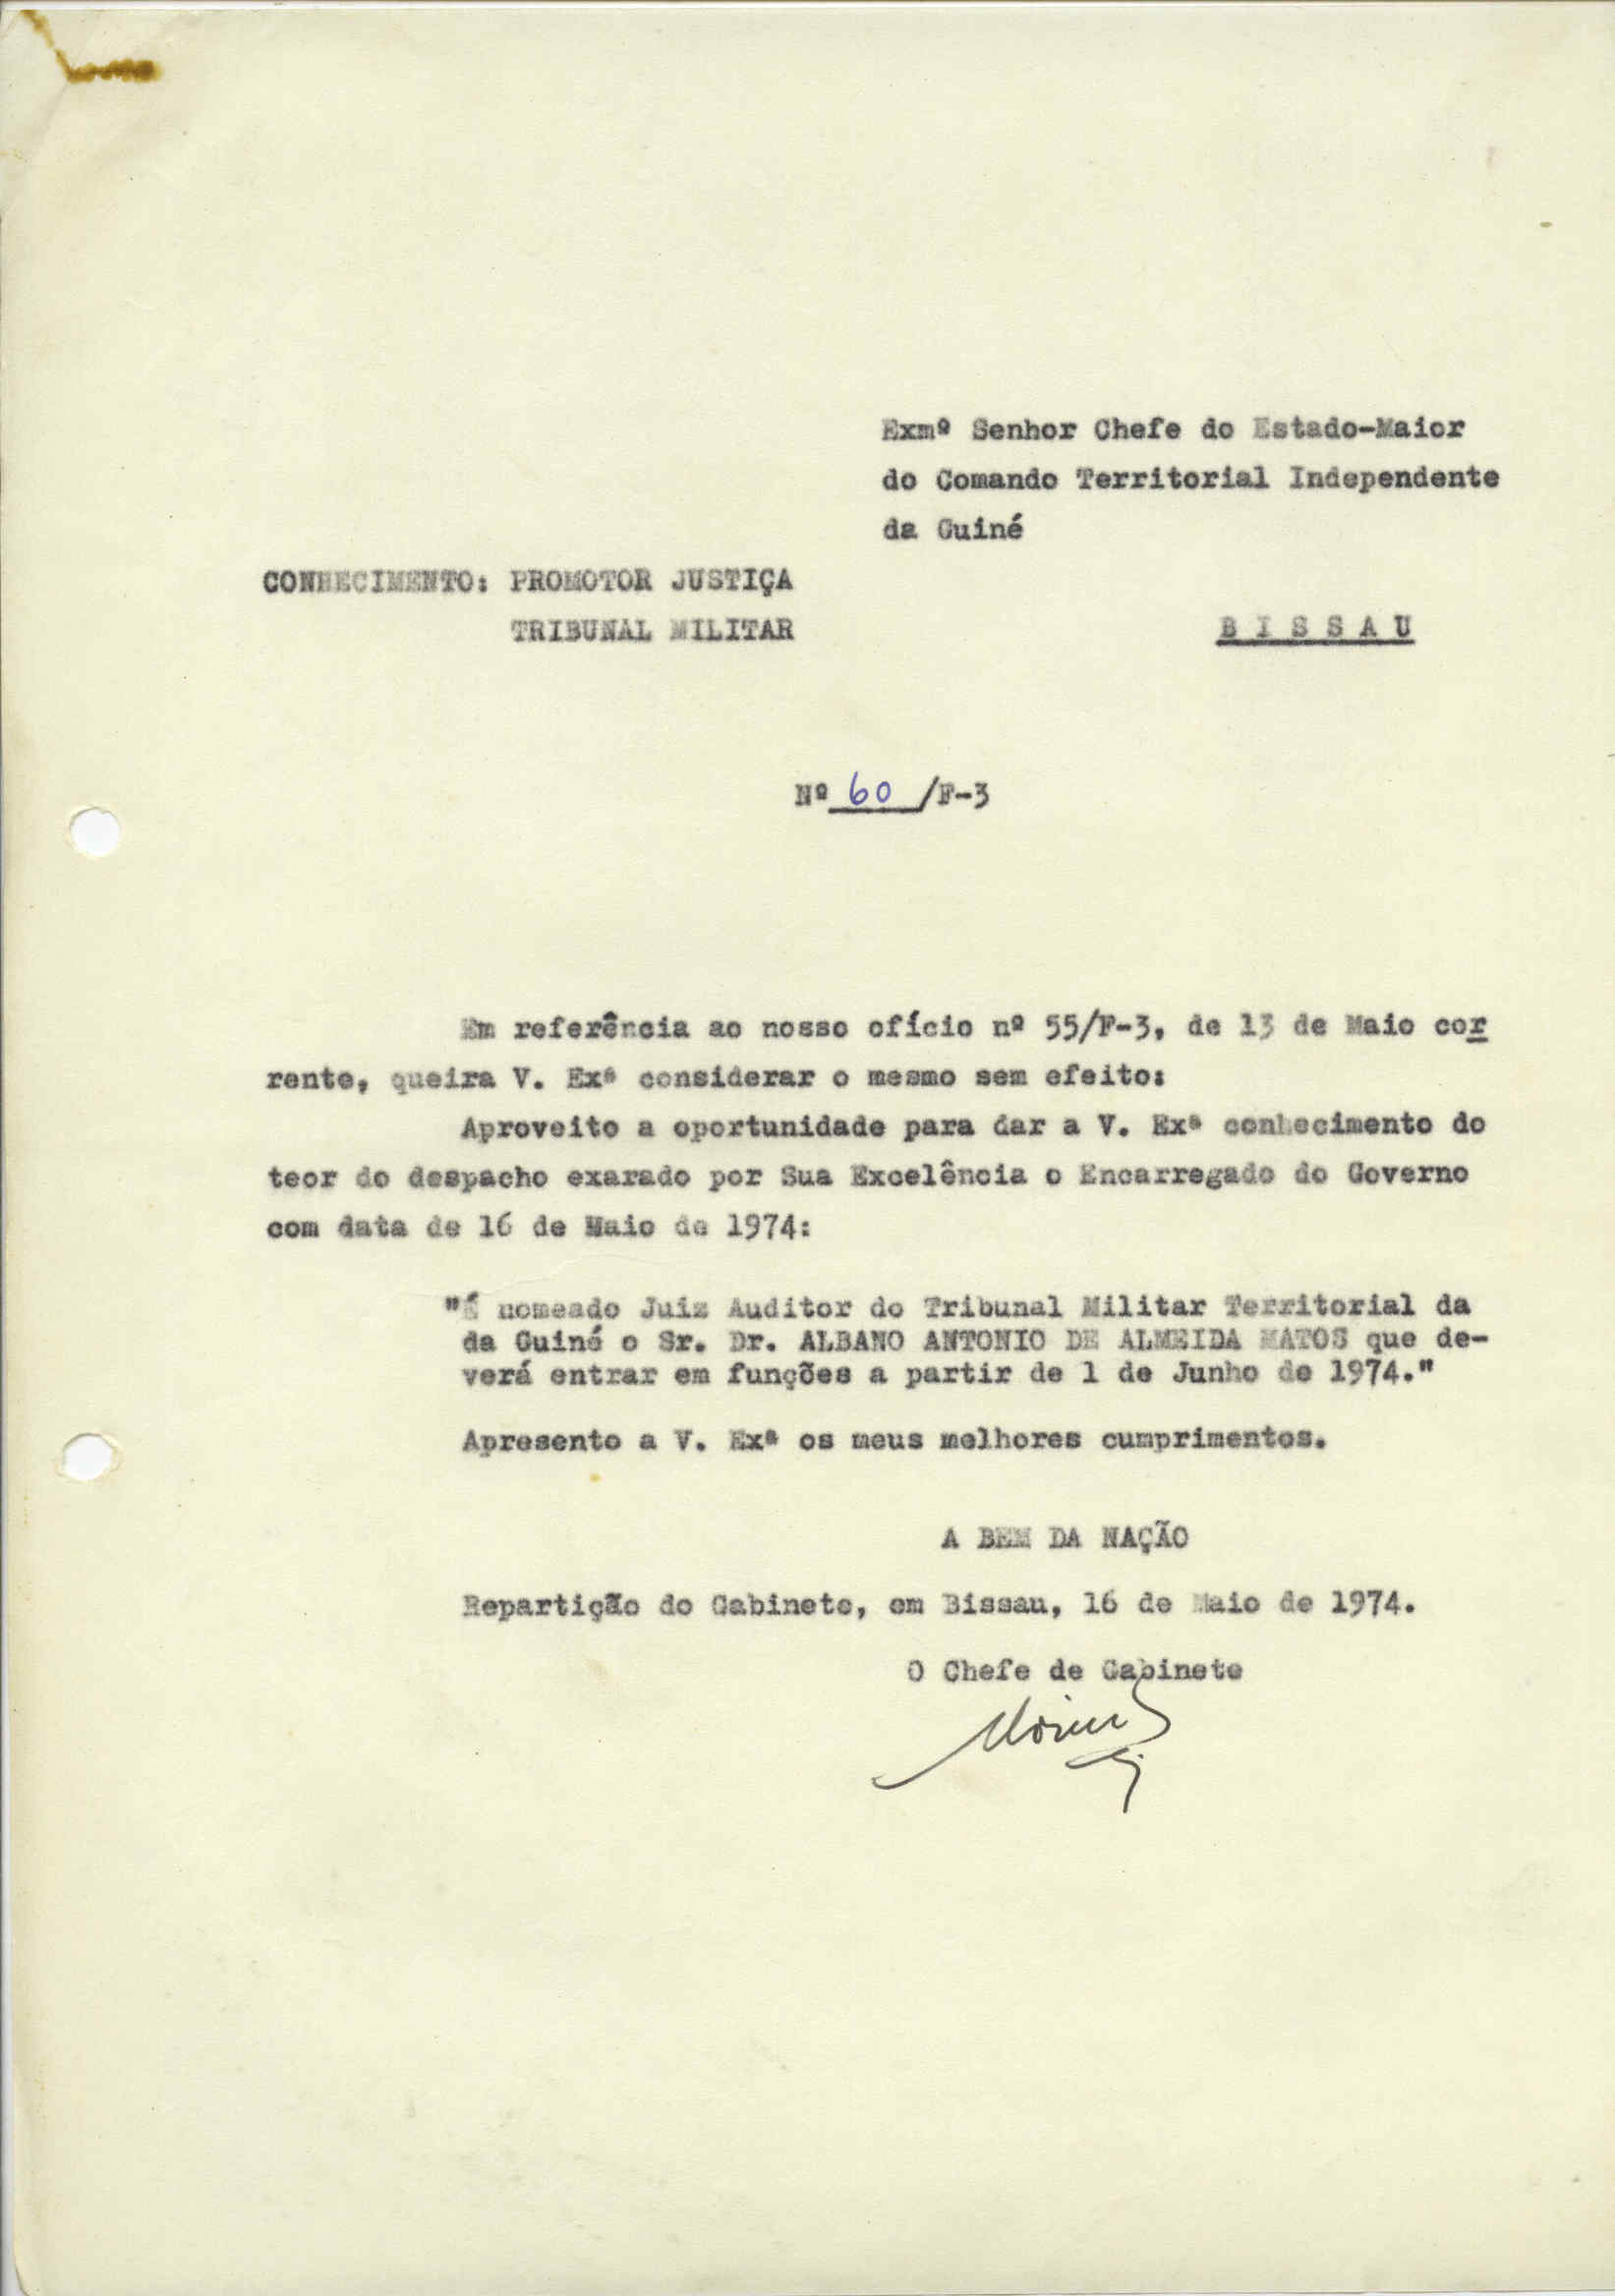 Exmº Senhor Chefe do Estado-Maior
do Comando Territorial Independente
da Guiné
CONHECIMENTO: PROMOTOR JUSTIÇA
TRIBUNAL MILITAR
B I S S A U
Nº 60 /F-3
Em referência ao nosso ofício nº 55/F-3, de 13 de Maio cor
rente, queira V. Exª considerar o mesmo sem efeito:
Aproveito a oportunidade para dar a V. Exª conhecimento do
teor do despacho exarado por Sua Excelência o Encarregado do Governo
com data de 16 de Maio de 1974:
"É nomeado Juiz Auditor do Tribunal Militar Territorial da
da Guiné o Sr. Dr. ALBANO ANTONIO DE ALMEIDA MATOS que de-
verá entrar em funções a partir de 1 de Junho de 1974."
Apresento a V. Exª os meus melhores cumprimentos.
A BEM DA NAÇÃO
Repartição do Gabinete, em Bissau, 16 de Maio de 1974.
O Chefe de Gabinete